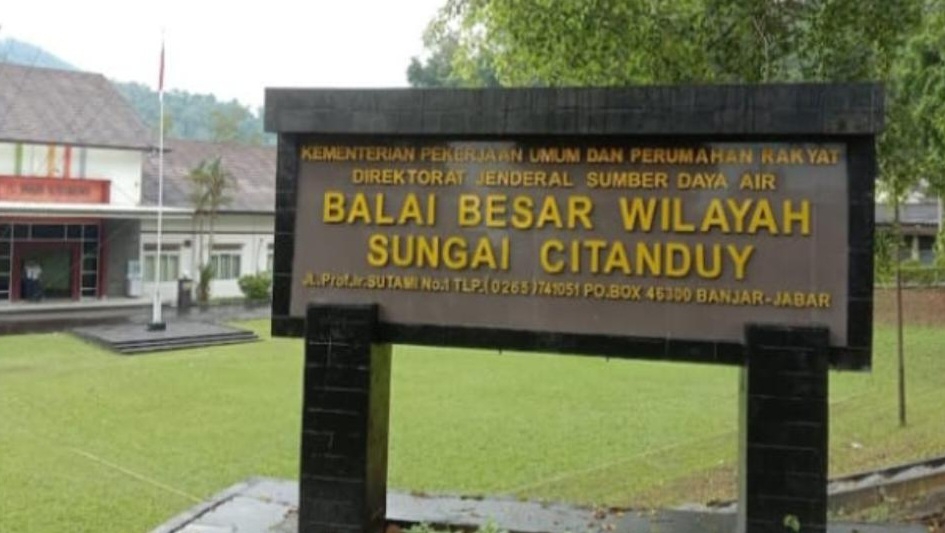 KEMENTERIAN PEKERJAAN UMUM DAN PERUMAHAN RAKYAT
DIREKTORAT JENDERAL SUMBER DAYA AIR
BALAI BESAR WILAYAH
SUNGAI CITANDUY
JL.Prof.Ir.SUTAMI No.1 TLP.(0265)741051 PO.BOX 46300 BANJAR-JABAR